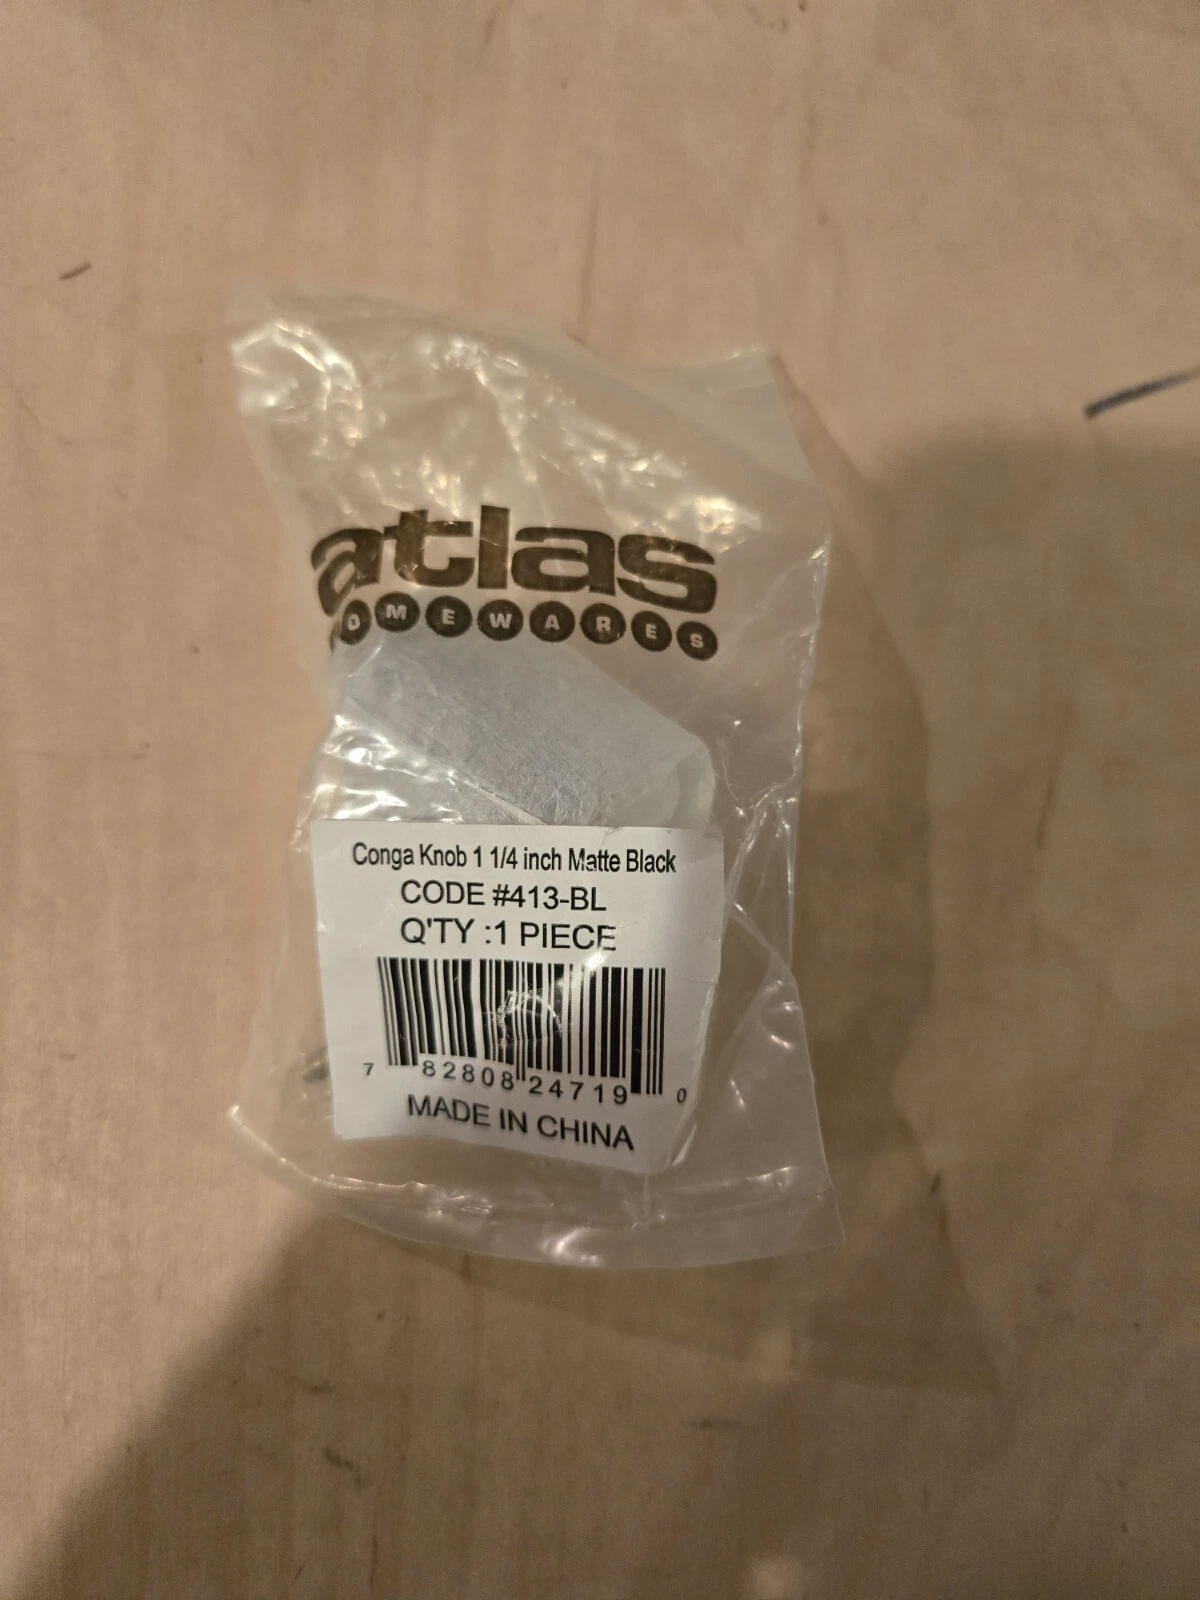 atlas
HOMEWARES
Conga Knob 1 1/4 inch Matte Black
CODE #413-BL
Q'TY :1 PIECE
7 82808 24719 0
MADE IN CHINA